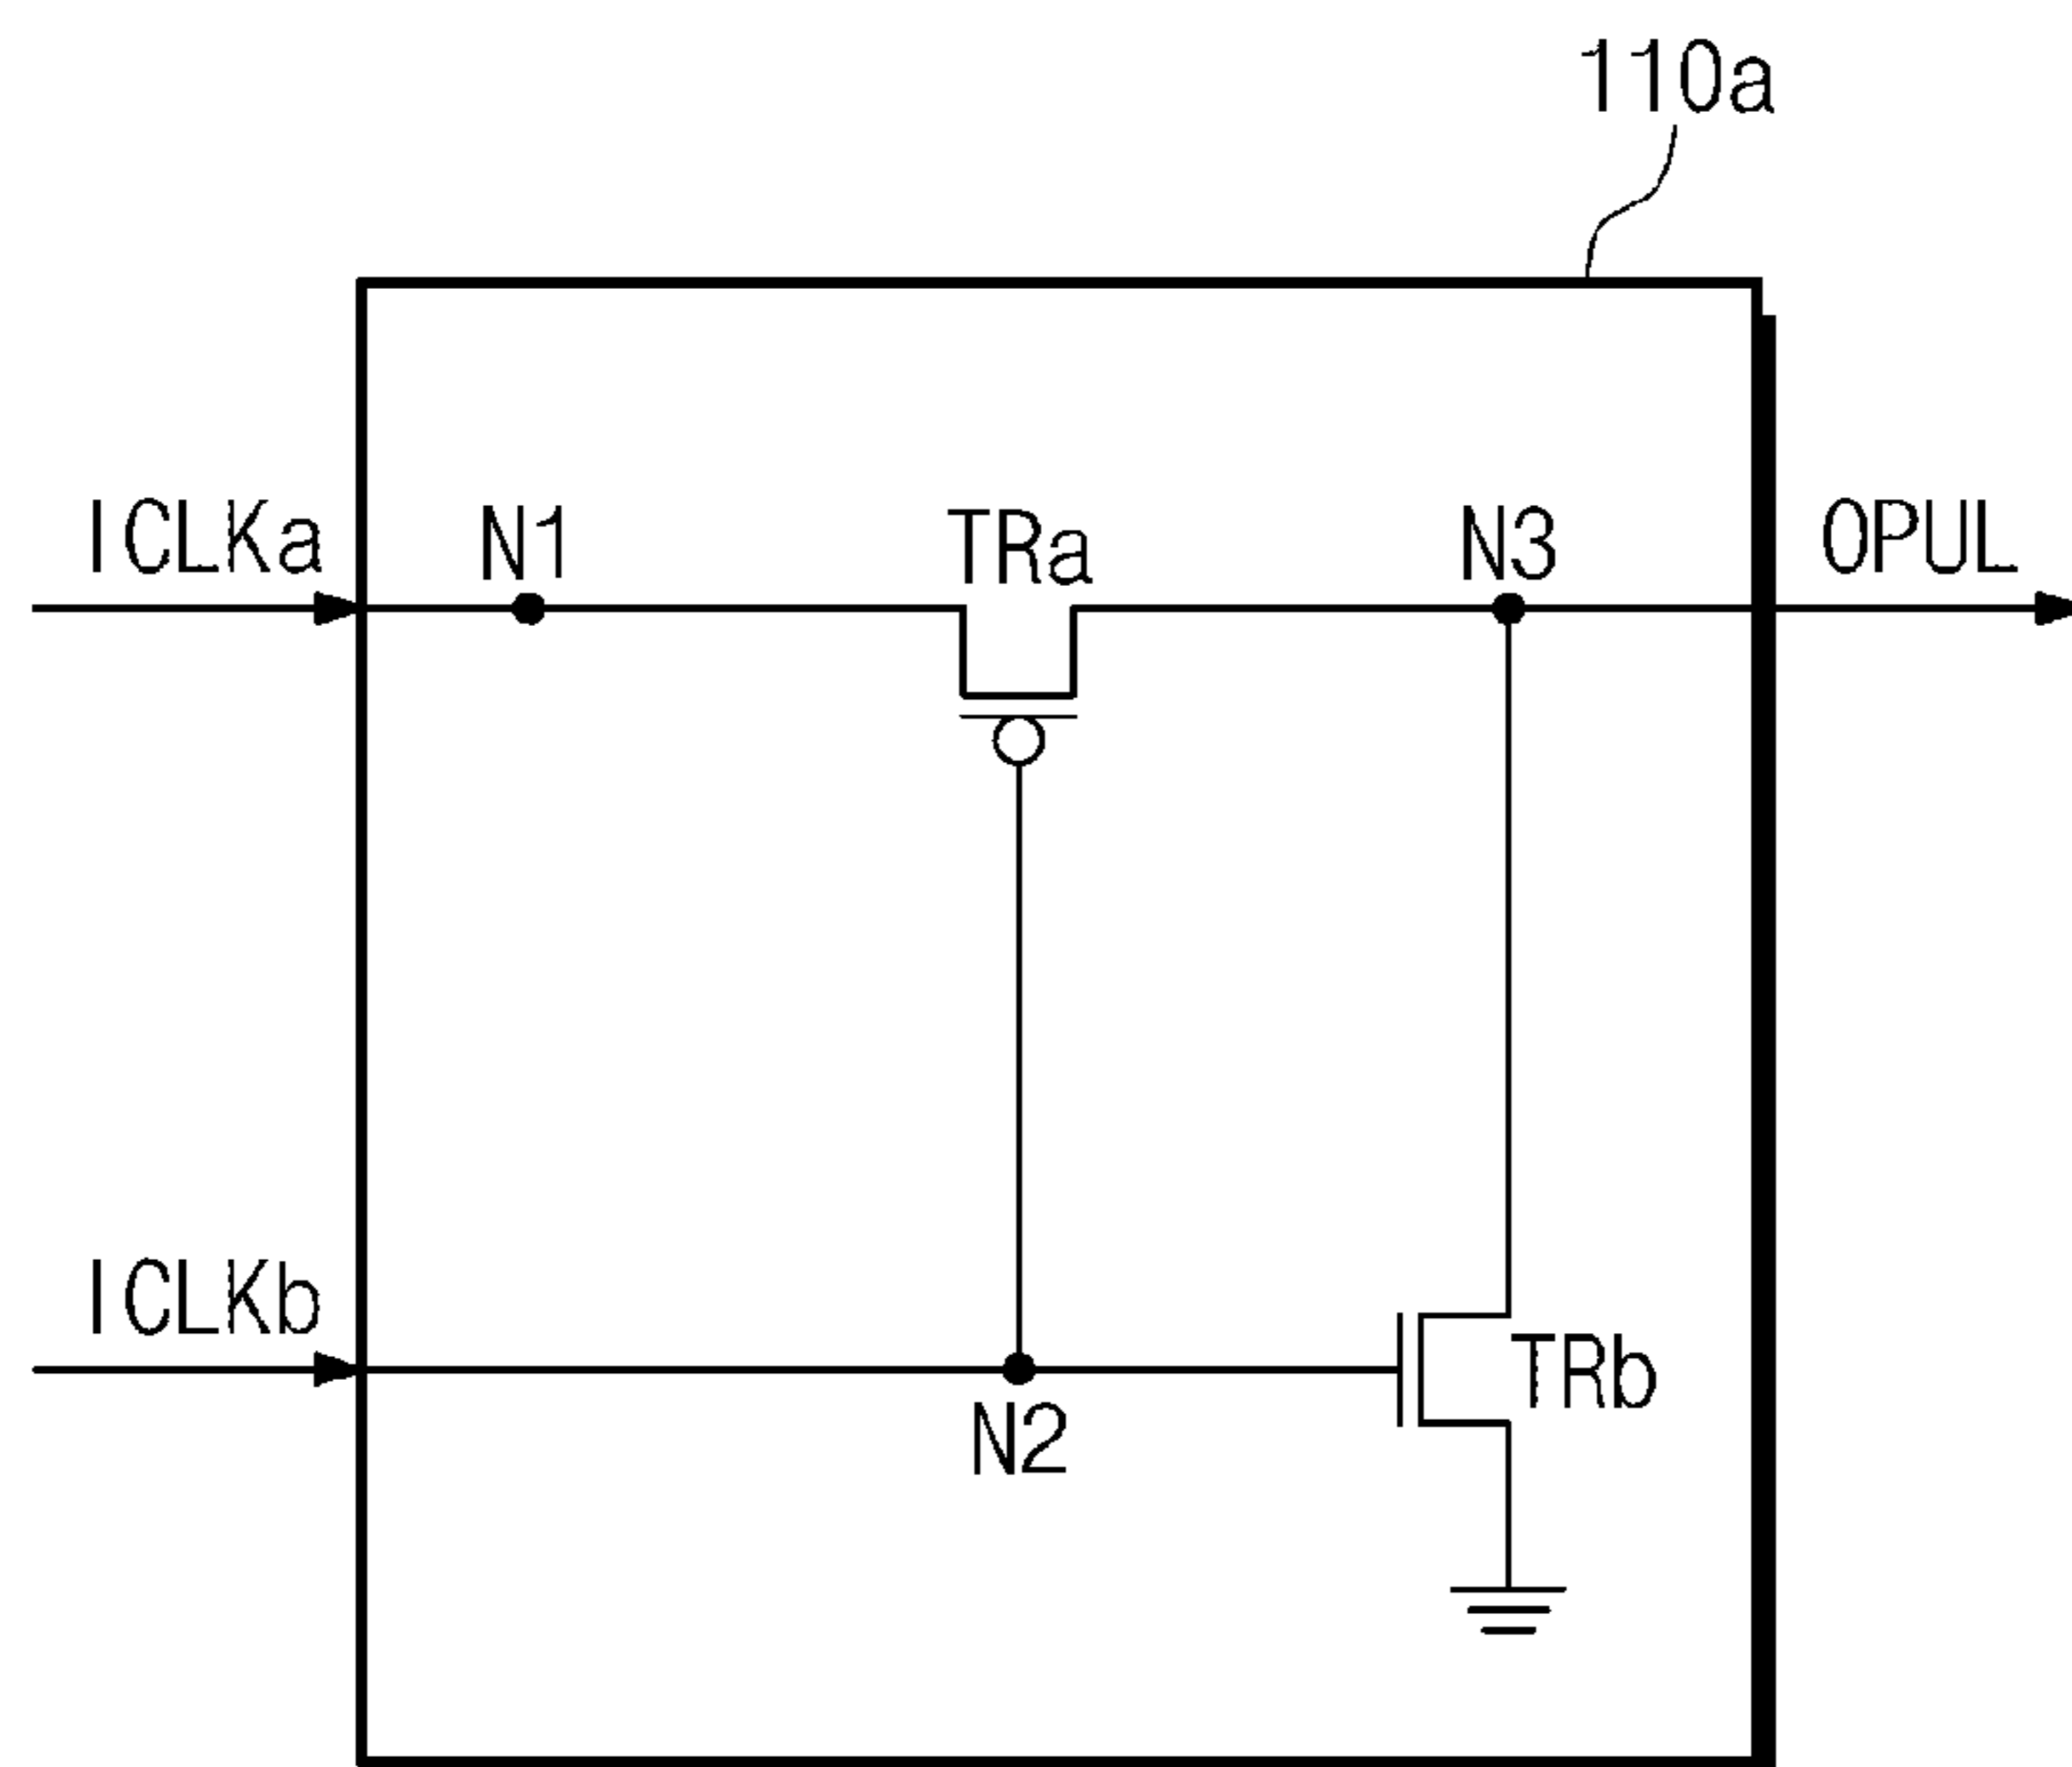 110a
ICLKa
N1
TRa
N3
OPUL
ICLKb
TRb
N2